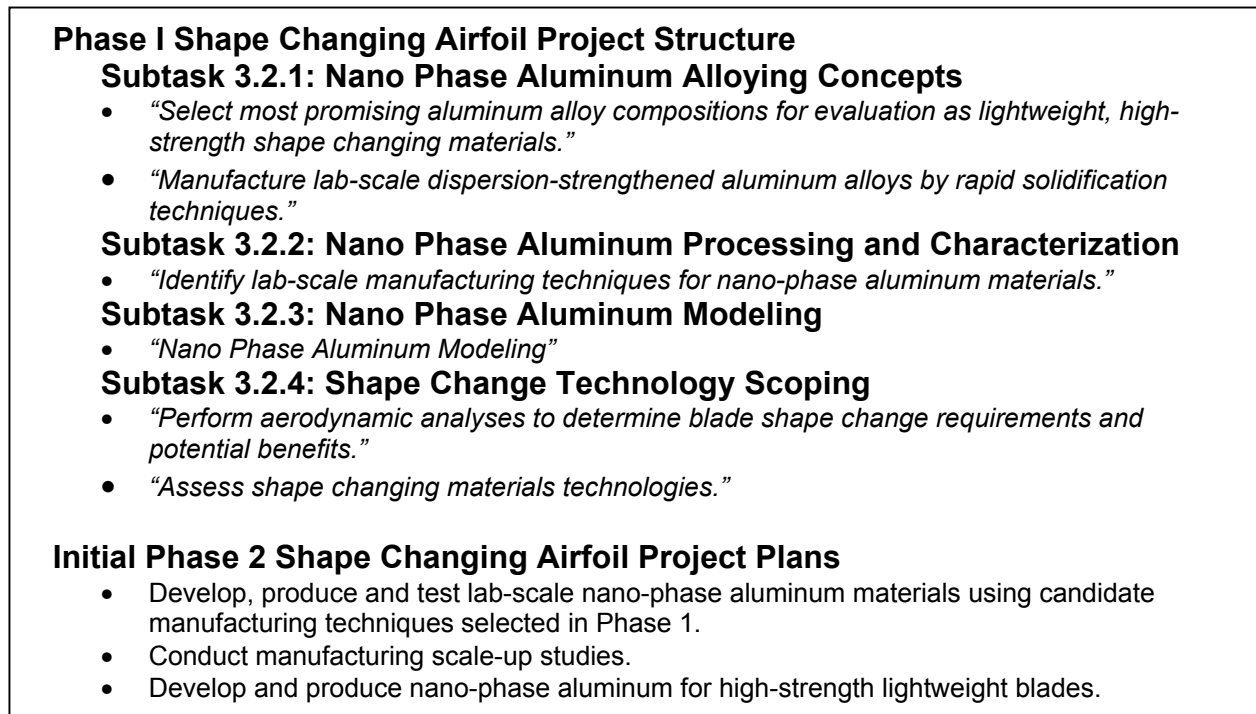 Phase I Shape Changing Airfoil Project Structure
Subtask 3.2.1: Nano Phase Aluminum Alloying Concepts
• “Select most promising aluminum alloy compositions for evaluation as lightweight, high-
strength shape changing materials.”
• “Manufacture lab-scale dispersion-strengthened aluminum alloys by rapid solidification
techniques.”
Subtask 3.2.2: Nano Phase Aluminum Processing and Characterization
• “Identify lab-scale manufacturing techniques for nano-phase aluminum materials.”
Subtask 3.2.3: Nano Phase Aluminum Modeling
• “Nano Phase Aluminum Modeling”
Subtask 3.2.4: Shape Change Technology Scoping
• “Perform aerodynamic analyses to determine blade shape change requirements and
potential benefits.”
• “Assess shape changing materials technologies.”
Initial Phase 2 Shape Changing Airfoil Project Plans
• Develop, produce and test lab-scale nano-phase aluminum materials using candidate
manufacturing techniques selected in Phase 1.
• Conduct manufacturing scale-up studies.
• Develop and produce nano-phase aluminum for high-strength lightweight blades.